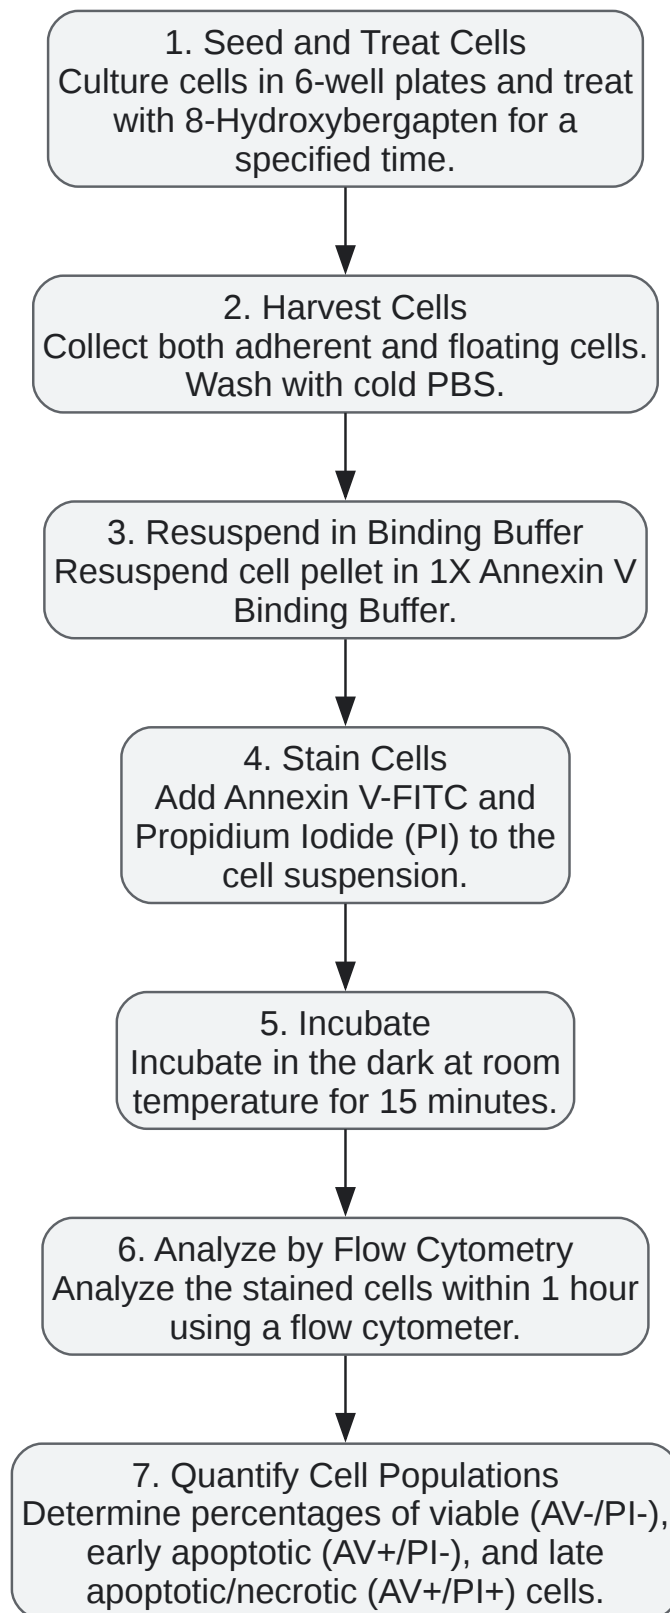 1. Seed and Treat Cells
Culture cells in 6-well plates and treat
with 8-Hydroxybergapten for a
specified time.
2. Harvest Cells
Collect both adherent and floating cells.
Wash with cold PBS.
3. Resuspend in Binding Buffer
Resuspend cell pellet in 1X Annexin V
Binding Buffer.
4. Stain Cells
Add Annexin V-FITC and
Propidium Iodide (PI) to the
cell suspension.
5. Incubate
Incubate in the dark at room
temperature for 15 minutes.
6. Analyze by Flow Cytometry
Analyze the stained cells within 1 hour
using a flow cytometer.
7. Quantify Cell Populations
Determine percentages of viable (AV-/PI-),
early apoptotic (AV+/PI-), and late
apoptotic/necrotic (AV+/PI+) cells.